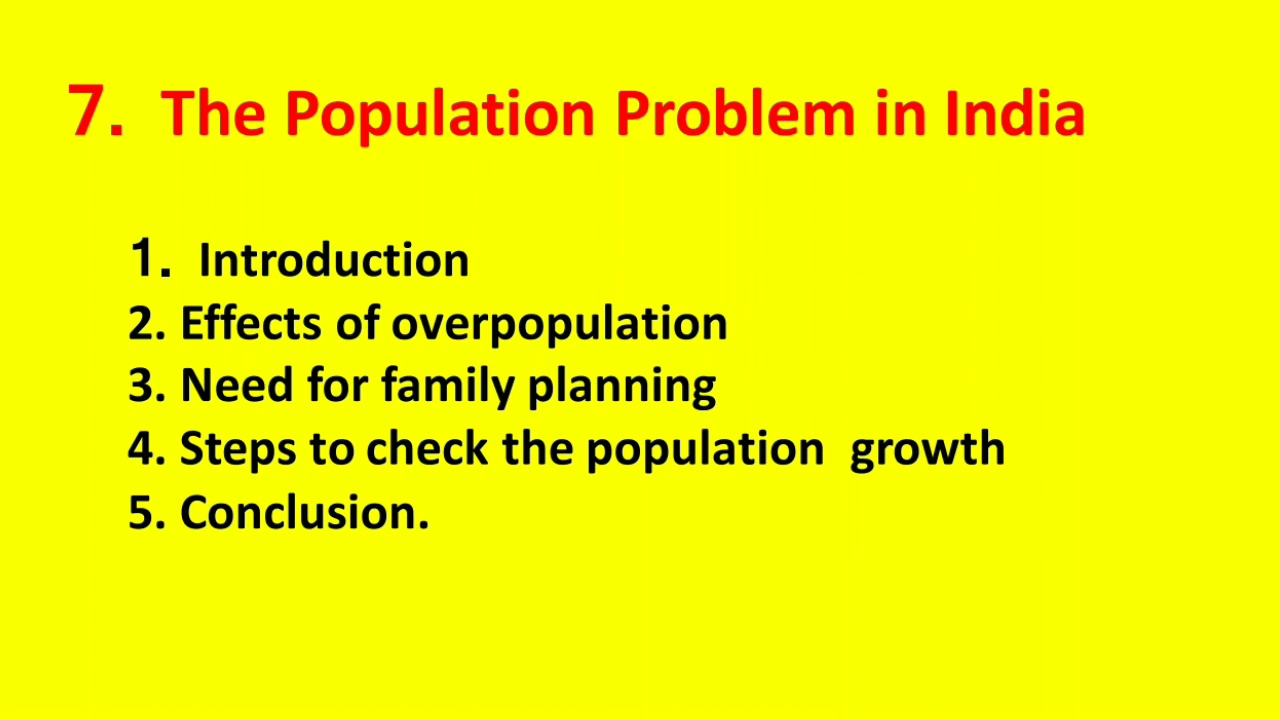 7. The Population Problem in India
1. Introduction
2. Effects of overpopulation
3. Need for family planning
4. Steps to check the population growth
5. Conclusion.